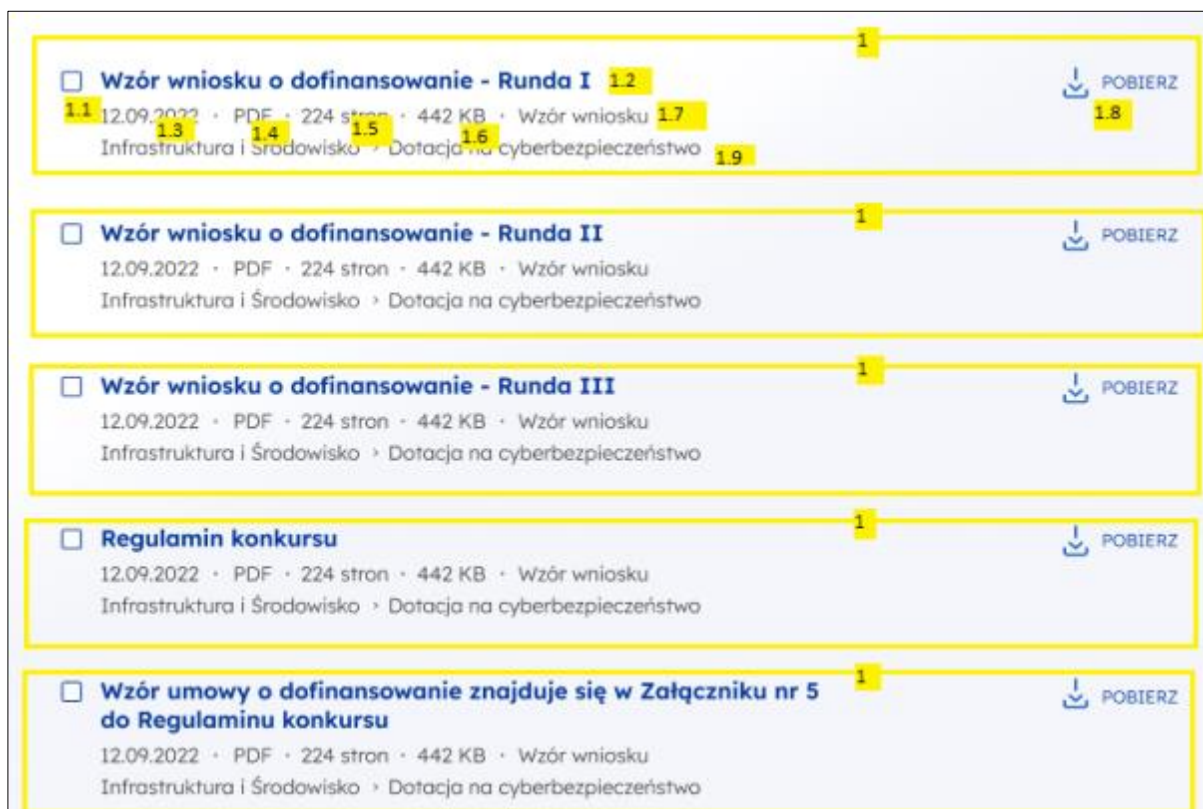 1
Wzór wniosku o dofinansowanie - Runda I 1.2 POBIERZ
1.1 12.09.2022 · PDF · 224 stron · 442 KB · Wzór wniosku 1.7 1.8
1.3 1.4 1.5 1.6
Infrastruktura i Środowisko › Dotacja na cyberbezpieczeństwo 1.9
1
Wzór wniosku o dofinansowanie - Runda II POBIERZ
12.09.2022 · PDF · 224 stron · 442 KB · Wzór wniosku
Infrastruktura i Środowisko › Dotacja na cyberbezpieczeństwo
1
Wzór wniosku o dofinansowanie - Runda III POBIERZ
12.09.2022 · PDF · 224 stron · 442 KB · Wzór wniosku
Infrastruktura i Środowisko › Dotacja na cyberbezpieczeństwo
1
Regulamin konkursu POBIERZ
12.09.2022 · PDF · 224 stron · 442 KB · Wzór wniosku
Infrastruktura i Środowisko › Dotacja na cyberbezpieczeństwo
1
Wzór umowy o dofinansowanie znajduje się w Załączniku nr 5 POBIERZ
do Regulaminu konkursu
12.09.2022 · PDF · 224 stron · 442 KB · Wzór wniosku
Infrastruktura i Środowisko › Dotacja na cyberbezpieczeństwo